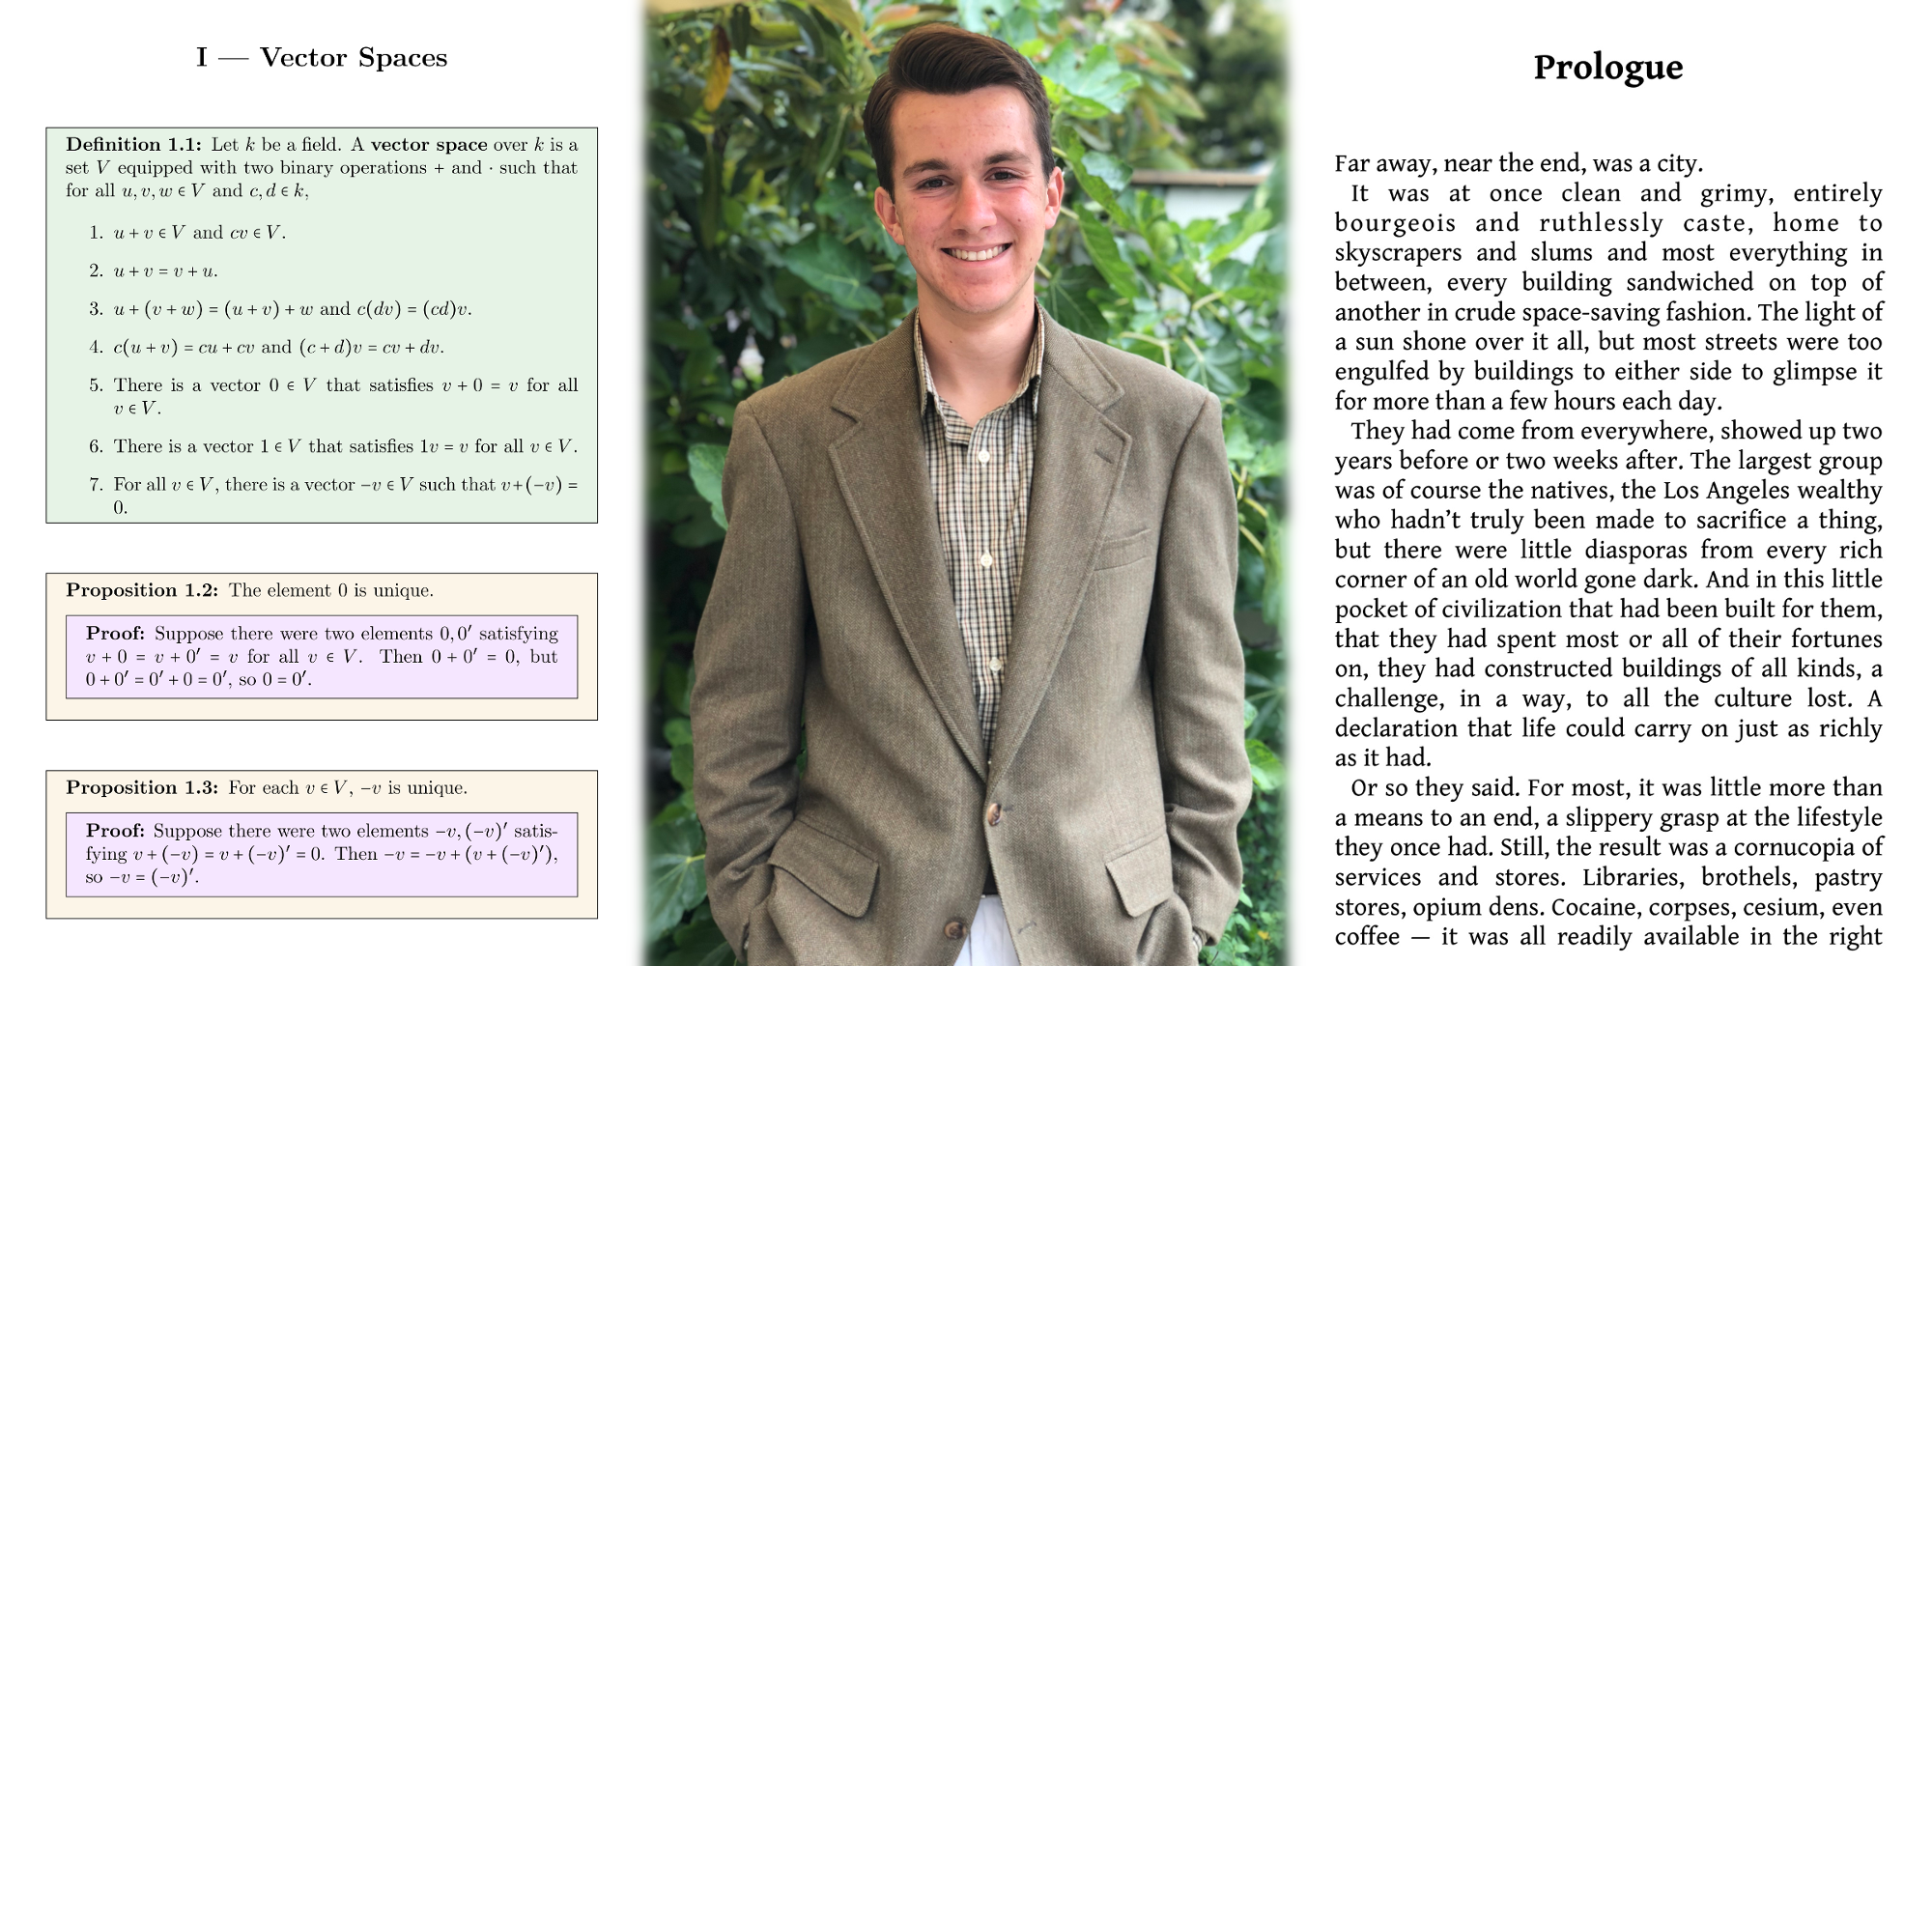 I — Vector Spaces
Definition 1.1: Let k be a field. A vector space over k is a
set V equipped with two binary operations + and · such that
for all u, v, w ∈ V and c, d ∈ k,
1. u + v ∈ V and cv ∈ V.
2. u + v = v + u.
3. u + (v + w) = (u + v) + w and c(dv) = (cd)v.
4. c(u + v) = cu + cv and (c + d)v = cv + dv.
5. There is a vector 0 ∈ V that satisfies v + 0 = v for all
v ∈ V.
6. There is a vector 1 ∈ V that satisfies 1v = v for all v ∈ V.
7. For all v ∈ V, there is a vector −v ∈ V such that v+(−v) =
0.
Proposition 1.2: The element 0 is unique.
Proof: Suppose there were two elements 0, 0′ satisfying
v + 0 = v + 0′ = v for all v ∈ V. Then 0 + 0′ = 0, but
0 + 0′ = 0′ + 0 = 0′, so 0 = 0′.
Proposition 1.3: For each v ∈ V, −v is unique.
Proof: Suppose there were two elements −v, (−v)′ satis-
fying v + (−v) = v + (−v)′ = 0. Then −v = −v + (v + (−v)′),
so −v = (−v)′.
Prologue
Far away, near the end, was a city.
It was at once clean and grimy, entirely
bourgeois and ruthlessly caste, home to
skyscrapers and slums and most everything in
between, every building sandwiched on top of
another in crude space-saving fashion. The light of
a sun shone over it all, but most streets were too
engulfed by buildings to either side to glimpse it
for more than a few hours each day.
They had come from everywhere, showed up two
years before or two weeks after. The largest group
was of course the natives, the Los Angeles wealthy
who hadn’t truly been made to sacrifice a thing,
but there were little diasporas from every rich
corner of an old world gone dark. And in this little
pocket of civilization that had been built for them,
that they had spent most or all of their fortunes
on, they had constructed buildings of all kinds, a
challenge, in a way, to all the culture lost. A
declaration that life could carry on just as richly
as it had.
Or so they said. For most, it was little more than
a means to an end, a slippery grasp at the lifestyle
they once had. Still, the result was a cornucopia of
services and stores. Libraries, brothels, pastry
stores, opium dens. Cocaine, corpses, cesium, even
coffee — it was all readily available in the right